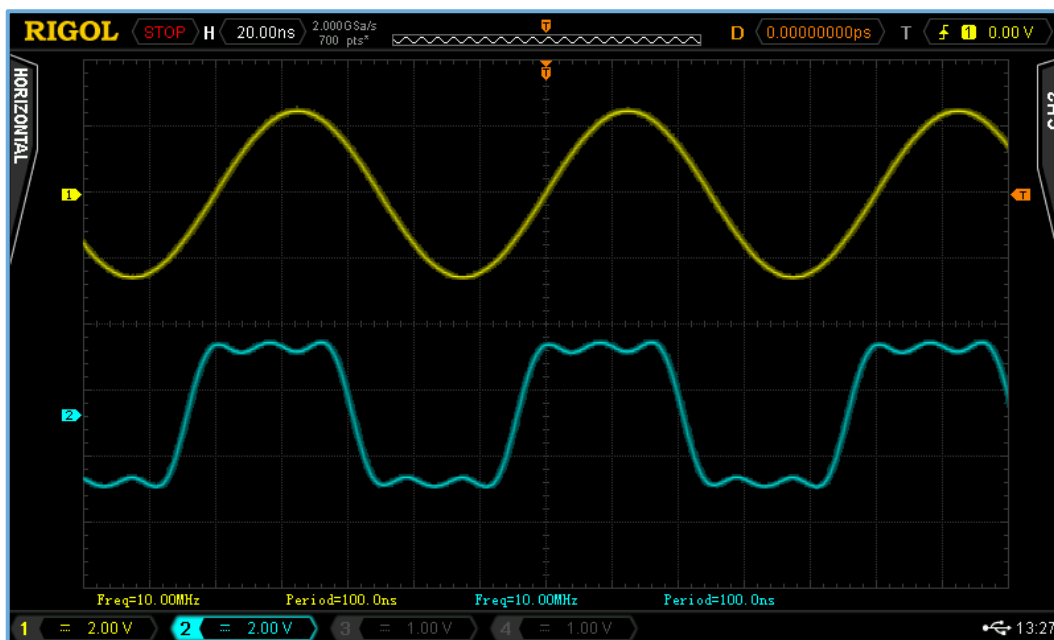 RIGOL STOP H 20.00ns 2.000GSa/s 700 pts* T D 0.00000000ps T 1 0.00 V
T
HORIZONTAL
1 T
2
Freq=10.00MHz Period=100.0ns Freq=10.00MHz Period=100.0ns
1 = 2.00 V 2 = 2.00 V 3 = 1.00 V 4 = 1.00 V 13:27